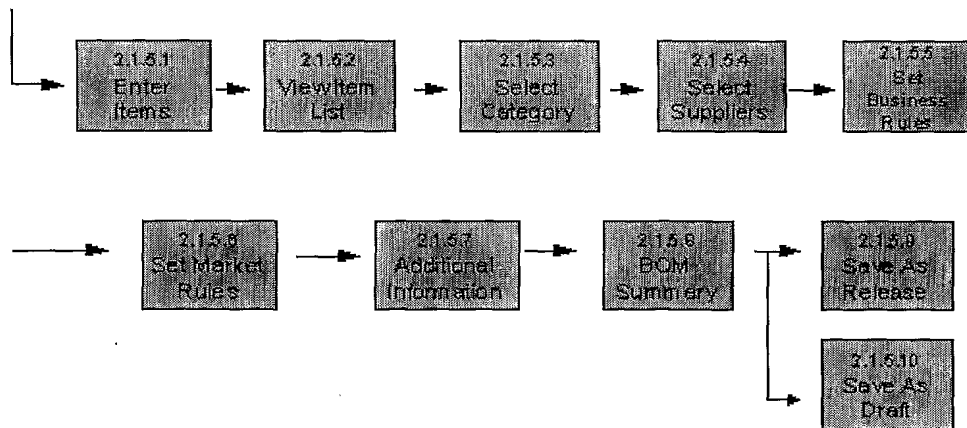 2.1.5.1
Enter
Items
2.1.5.2
View Item
List
2.1.5.3
Select
Category
2.1.5.4
Select
Suppliers
2.1.5.5
Set
Business
Rules
2.1.5.6
Set Market
Rules
2.1.5.7
Additional
Information
2.1.5.8
BOM
Summary
2.1.5.9
Save As
Release
2.1.5.10
Save As
Draft